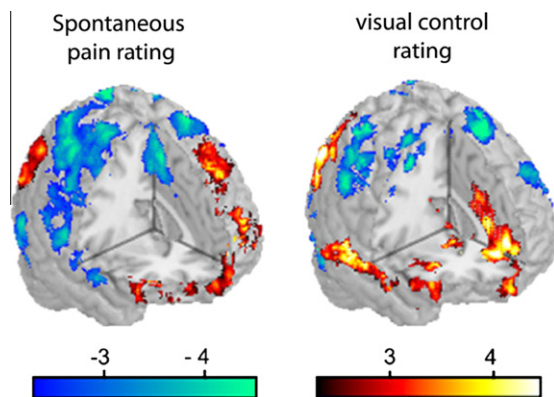 Spontaneous
pain rating
visual control
rating
-3
- 4
3
4